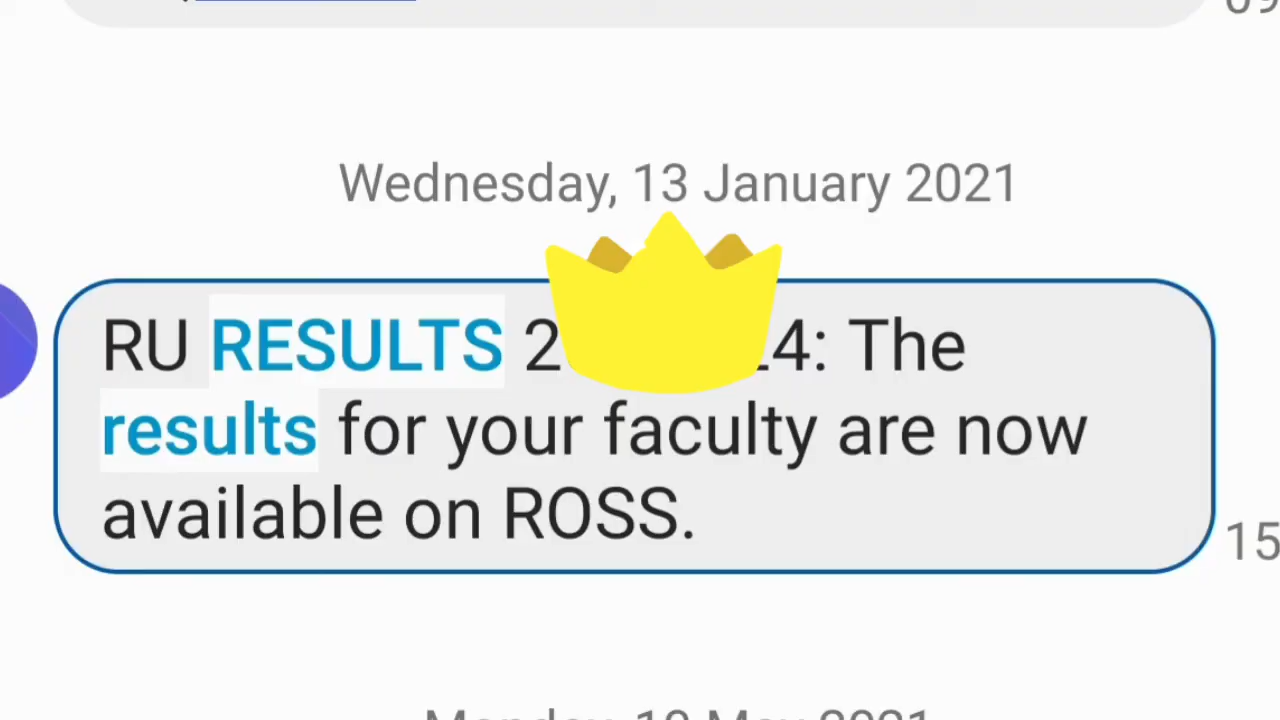 Wednesday, 13 January 2021
RU RESULTS 2 4: The
results for your faculty are now
available on ROSS.
15